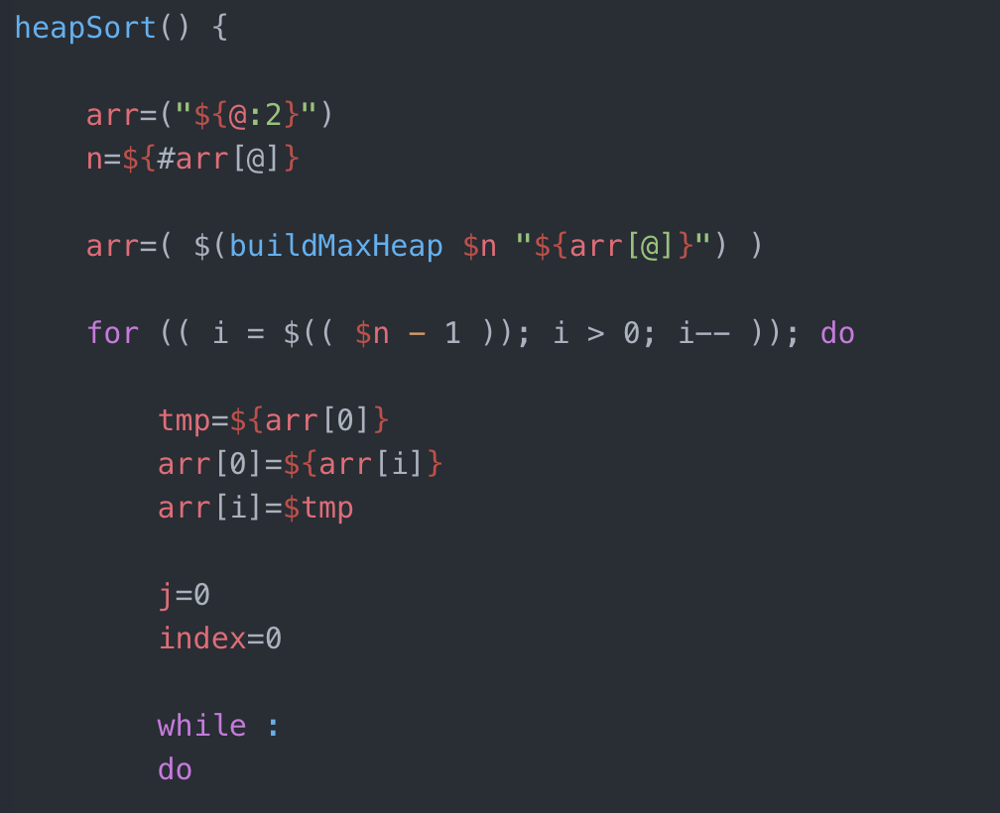 heapSort() {
arr=("${@:2}")
n=${#arr[@]}
arr=( $(buildMaxHeap $n "${arr[@]}") )
for (( i = $(( $n - 1 )); i > 0; i-- )); do
tmp=${arr[0]}
arr[0]=${arr[i]}
arr[i]=$tmp
j=0
index=0
while :
do